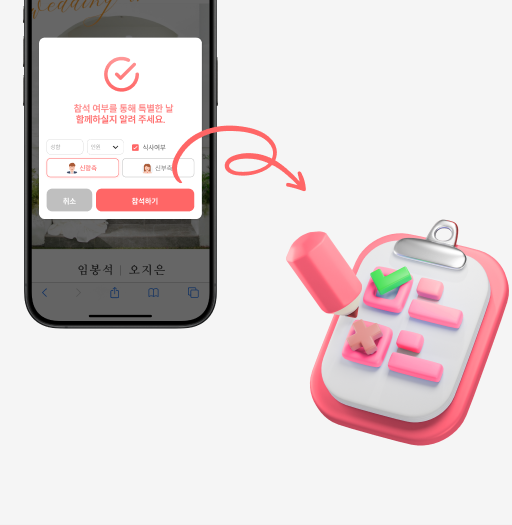 wedding
참석 여부를 통해 특별한 날
함께하실지 알려 주세요.
성함
인원
식사여부
신랑측
신부측
취소
참석하기
임봉석 | 오지은